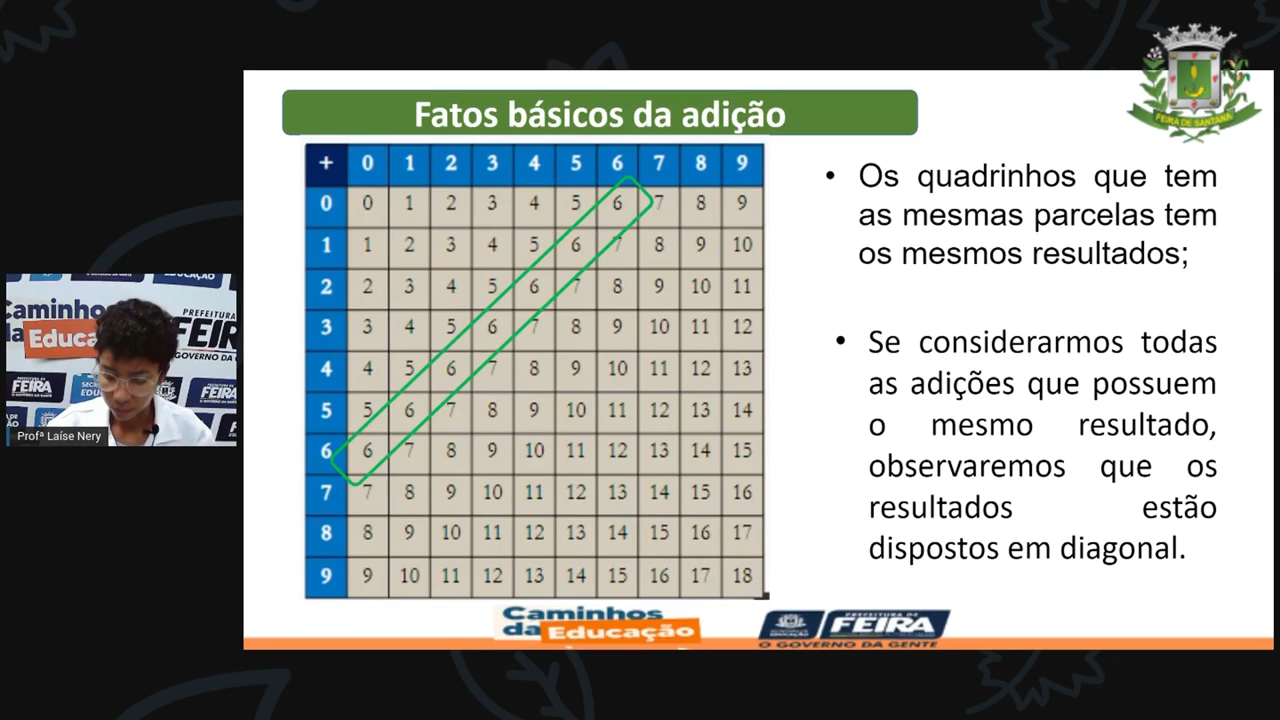 FEIRA DE SANTANA
Fatos básicos da adição
+ 0 1 2 3 4 5 6 7 8 9
0 0 1 2 3 4 5 6 7 8 9
1 1 2 3 4 5 6 7 8 9 10
2 2 3 4 5 6 7 8 9 10 11
3 3 4 5 6 7 8 9 10 11 12
4 4 5 6 7 8 9 10 11 12 13
5 5 6 7 8 9 10 11 12 13 14
6 6 7 8 9 10 11 12 13 14 15
7 7 8 9 10 11 12 13 14 15 16
8 8 9 10 11 12 13 14 15 16 17
9 9 10 11 12 13 14 15 16 17 18
• Os quadrinhos que tem
as mesmas parcelas tem
os mesmos resultados;
• Se considerarmos todas
as adições que possuem
o mesmo resultado,
observaremos que os
resultados estão
dispostos em diagonal.
Caminhos
da Educação
PREFEITURA DE
FEIRA
O GOVERNO DA GENTE
Profª Laíse Nery
FEIRA